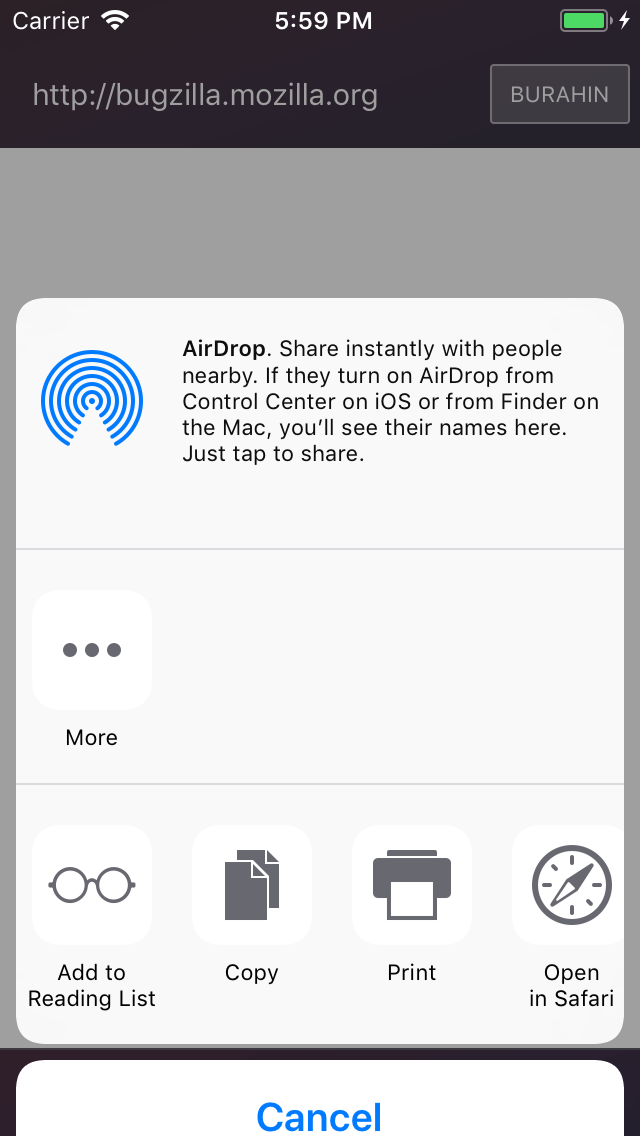 Carrier 5:59 PM
http://bugzilla.mozilla.org BURAHIN
AirDrop. Share instantly with people
nearby. If they turn on AirDrop from
Control Center on iOS or from Finder on
the Mac, you’ll see their names here.
Just tap to share.
More
Add to
Reading List
Copy
Print
Open
in Safari
Cancel